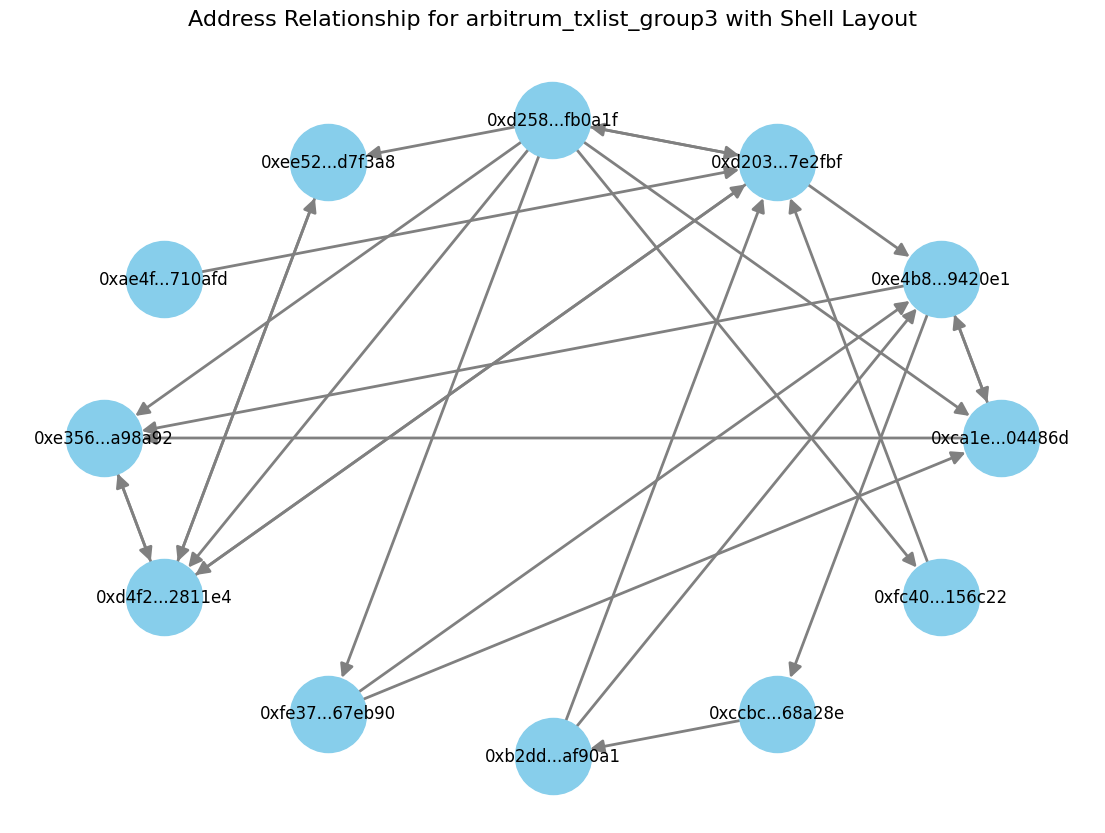 Address Relationship for arbitrum_txlist_group3 with Shell Layout
0xd258...fb0a1f
0xee52...d7f3a8
0xd203...7e2fbf
0xae4f...710afd
0xe4b8...9420e1
0xe356...a98a92
0xca1e...04486d
0xd4f2...2811e4
0xfc40...156c22
0xfe37...67eb90
0xccbc...68a28e
0xb2dd...af90a1